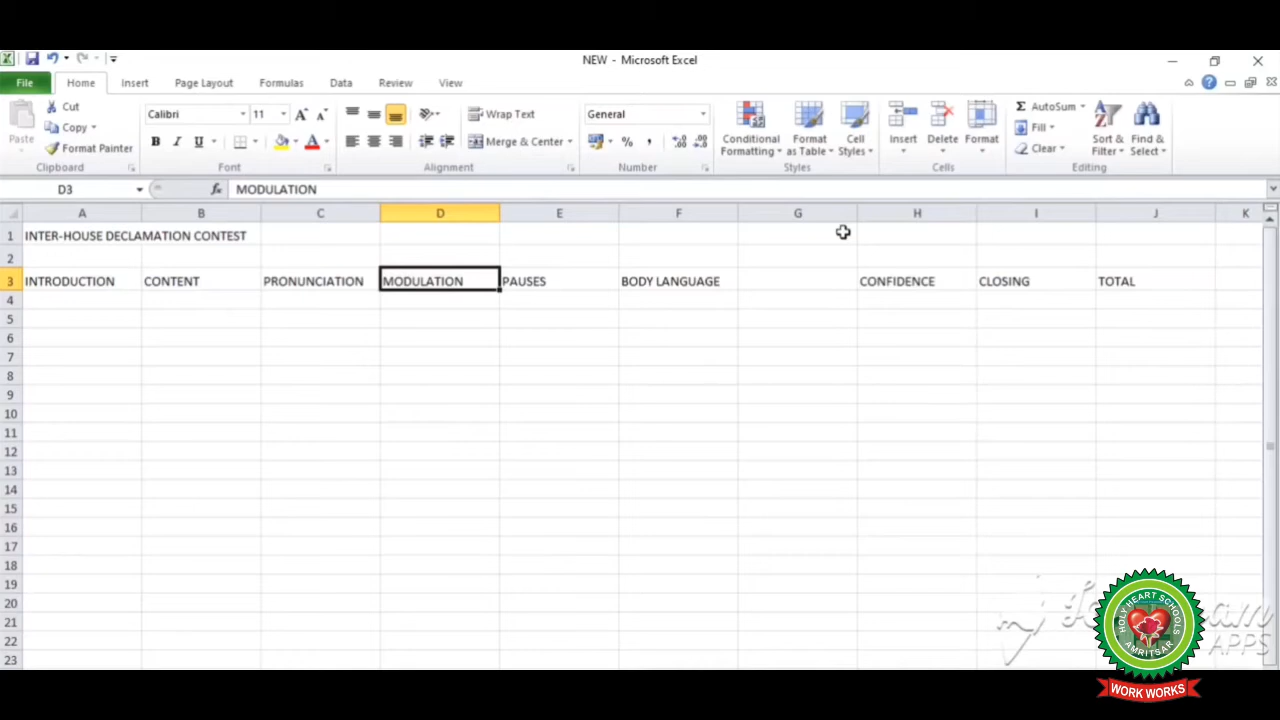 NEW - Microsoft Excel
File Home Insert Page Layout Formulas Data Review View
Paste
Cut
Copy
Format Painter
Clipboard
Calibri 11
B I U
Font
Wrap Text
Merge & Center
Alignment
General
% ,
Number
Conditional Formatting
Format as Table
Cell Styles
Styles
Insert
Delete
Format
Cells
AutoSum
Fill
Clear
Sort & Filter
Find & Select
Editing
D3 fx MODULATION
A B C D E F G H I J K
1 INTER-HOUSE DECLAMATION CONTEST
2
3 INTRODUCTION CONTENT PRONUNCIATION MODULATION PAUSES BODY LANGUAGE CONFIDENCE CLOSING TOTAL
4
5
6
7
8
9
10
11
12
13
14
15
16
17
18
19
20
21
22
23
HOLY HEART SCHOOLS
AMRITSAR
WORK WORKS
APPS